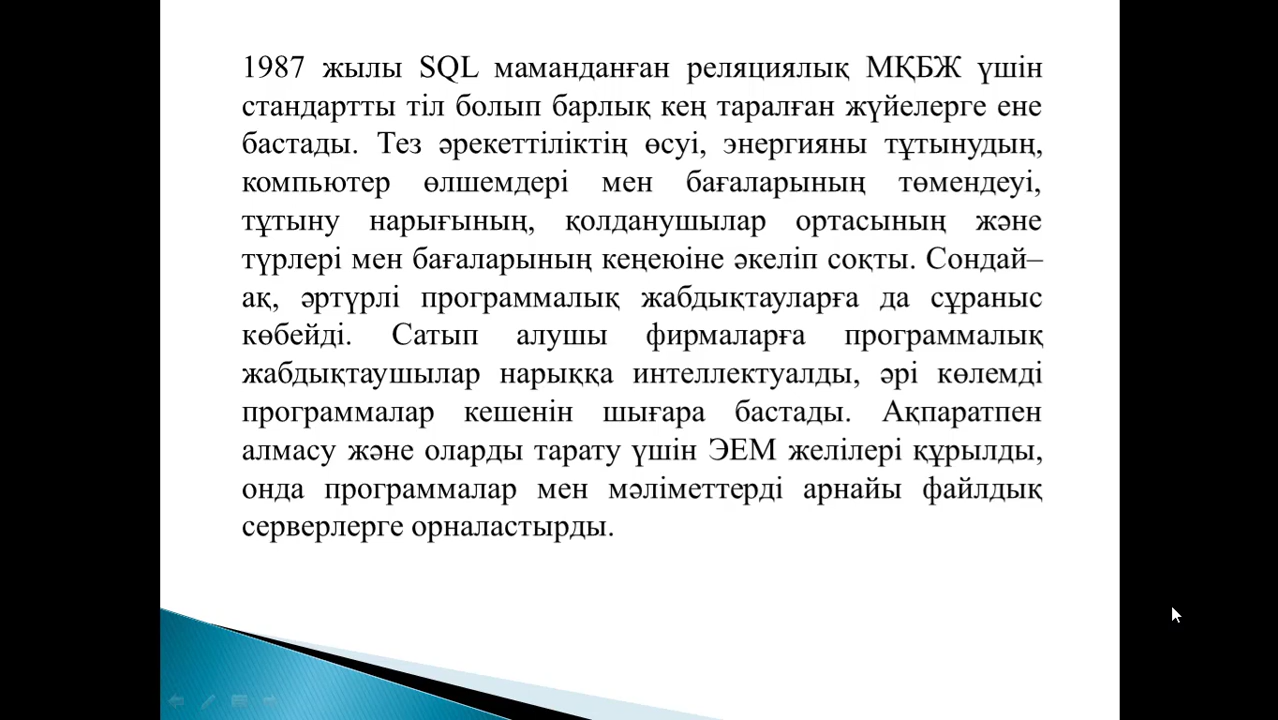 1987 жылы SQL маманданған реляциялық МҚБЖ үшін
стандартты тіл болып барлық кең таралған жүйелерге ене
бастады. Тез әрекеттіліктің өсуі, энергияны тұтынудың,
компьютер өлшемдері мен бағаларының төмендеуі,
тұтыну нарығының, қолданушылар ортасының және
түрлері мен бағаларының кеңеюіне әкеліп соқты. Сондай–
ақ, әртүрлі программалық жабдықтауларға да сұраныс
көбейді. Сатып алушы фирмаларға программалық
жабдықтаушылар нарыққа интеллектуалды, әрі көлемді
программалар кешенін шығара бастады. Ақпаратпен
алмасу және оларды тарату үшін ЭЕМ желілері құрылды,
онда программалар мен мәліметтерді арнайы файлдық
серверлерге орналастырды.